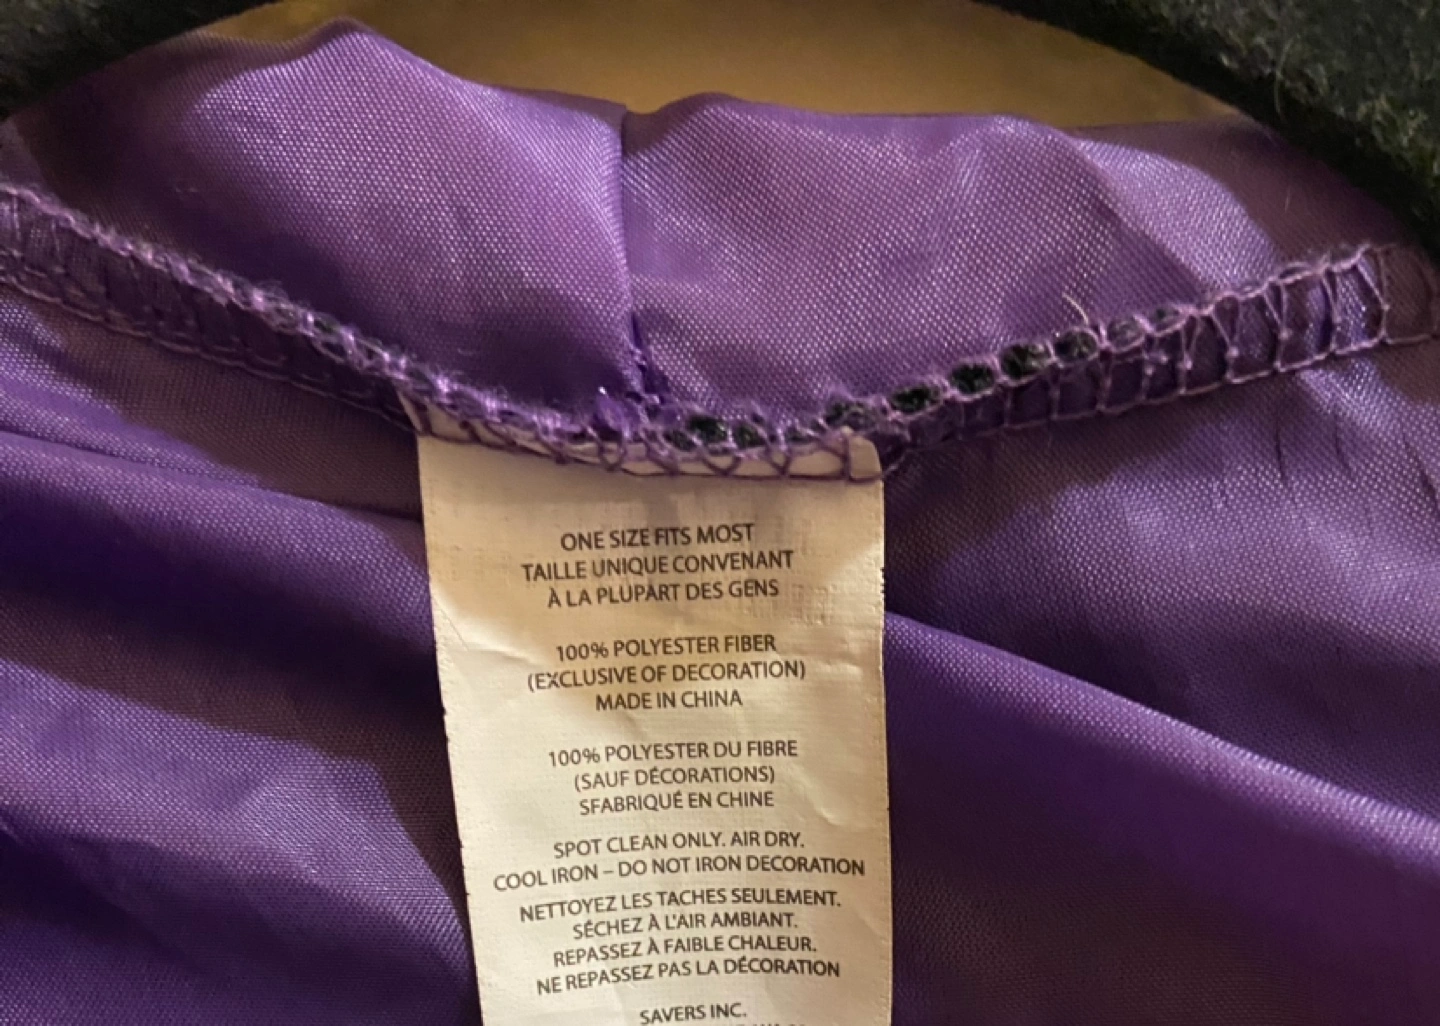 ONE SIZE FITS MOST
TAILLE UNIQUE CONVENANT
À LA PLUPART DES GENS
100% POLYESTER FIBER
(EXCLUSIVE OF DECORATION)
MADE IN CHINA
100% POLYESTER DU FIBRE
(SAUF DÉCORATIONS)
SFABRIQUÉ EN CHINE
SPOT CLEAN ONLY. AIR DRY.
COOL IRON – DO NOT IRON DECORATION
NETTOYEZ LES TACHES SEULEMENT.
SÉCHEZ À L'AIR AMBIANT.
REPASSEZ À FAIBLE CHALEUR.
NE REPASSEZ PAS LA DÉCORATION
SAVERS INC.